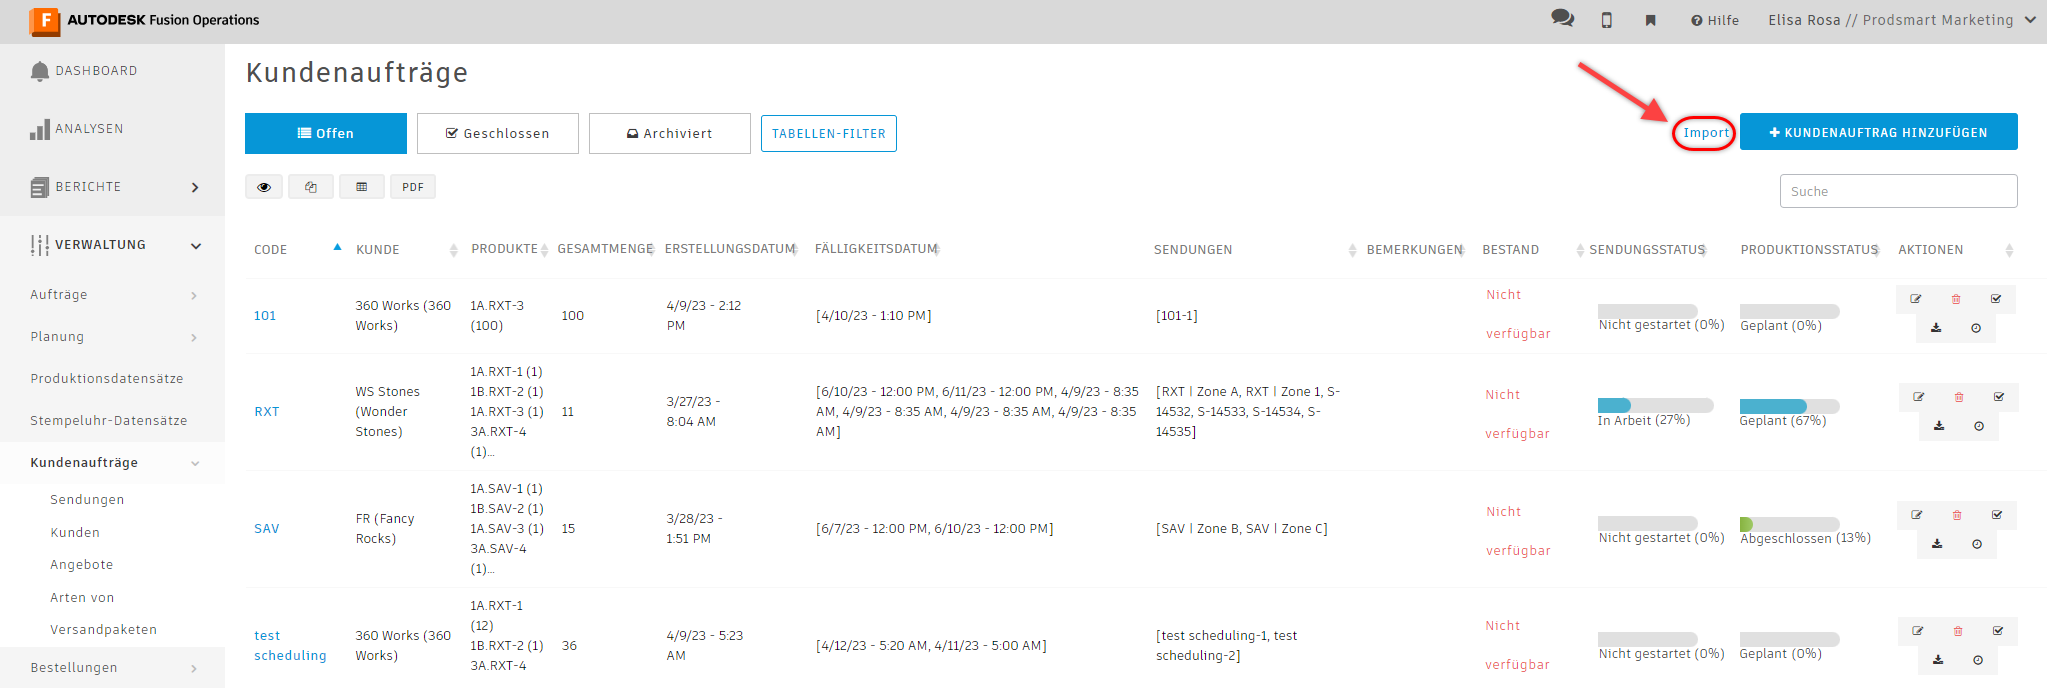 AUTODESK Fusion Operations
Hilfe
Elisa Rosa // Prodsmart Marketing
DASHBOARD
ANALYSEN
BERICHTE
VERWALTUNG
Aufträge
Planung
Produktionsdatensätze
Stempeluhr-Datensätze
Kundenaufträge
Sendungen
Kunden
Angebote
Arten von
Versandpaketen
Bestellungen
Kundenaufträge
Offen
Geschlossen
Archiviert
TABELLEN-FILTER
Import
KUNDENAUFTRAG HINZUFÜGEN
PDF
Suche
CODE KUNDE PRODUKTE GESAMTMENGE ERSTELLUNGSDATUM FÄLLIGKEITSDATUM SENDUNGEN BEMERKUNGEN BESTAND SENDUNGSSTATUS PRODUKTIONSSTATUS AKTIONEN
101
360 Works (360
Works)
1A.RXT-3
(100)
100
4/9/23 - 2:12
PM
[4/10/23 - 1:10 PM]
[101-1]
Nicht
verfügbar
Nicht gestartet (0%)
Geplant (0%)
RXT
WS Stones
(Wonder
Stones)
1A.RXT-1 (1)
1B.RXT-2 (1)
1A.RXT-3 (1)
3A.RXT-4
(1)...
11
3/27/23 -
8:04 AM
[6/10/23 - 12:00 PM, 6/11/23 - 12:00 PM, 4/9/23 - 8:35
AM, 4/9/23 - 8:35 AM, 4/9/23 - 8:35 AM, 4/9/23 - 8:35
AM]
[RXT | Zone A, RXT | Zone 1, S-
14532, S-14533, S-14534, S-
14535]
Nicht
verfügbar
In Arbeit (27%)
Geplant (67%)
SAV
FR (Fancy
Rocks)
1A.SAV-1 (1)
1B.SAV-2 (1)
1A.SAV-3 (1)
3A.SAV-4
(1)...
15
3/28/23 -
1:51 PM
[6/7/23 - 12:00 PM, 6/10/23 - 12:00 PM]
[SAV | Zone B, SAV | Zone C]
Nicht
verfügbar
Nicht gestartet (0%)
Abgeschlossen (13%)
test
scheduling
360 Works (360
Works)
1A.RXT-1
(12)
1B.RXT-2 (1)
3A.RXT-4
36
4/9/23 - 5:23
AM
[4/12/23 - 5:20 AM, 4/11/23 - 5:00 AM]
[test scheduling-1, test
scheduling-2]
Nicht
verfügbar
Nicht gestartet (0%)
Geplant (0%)